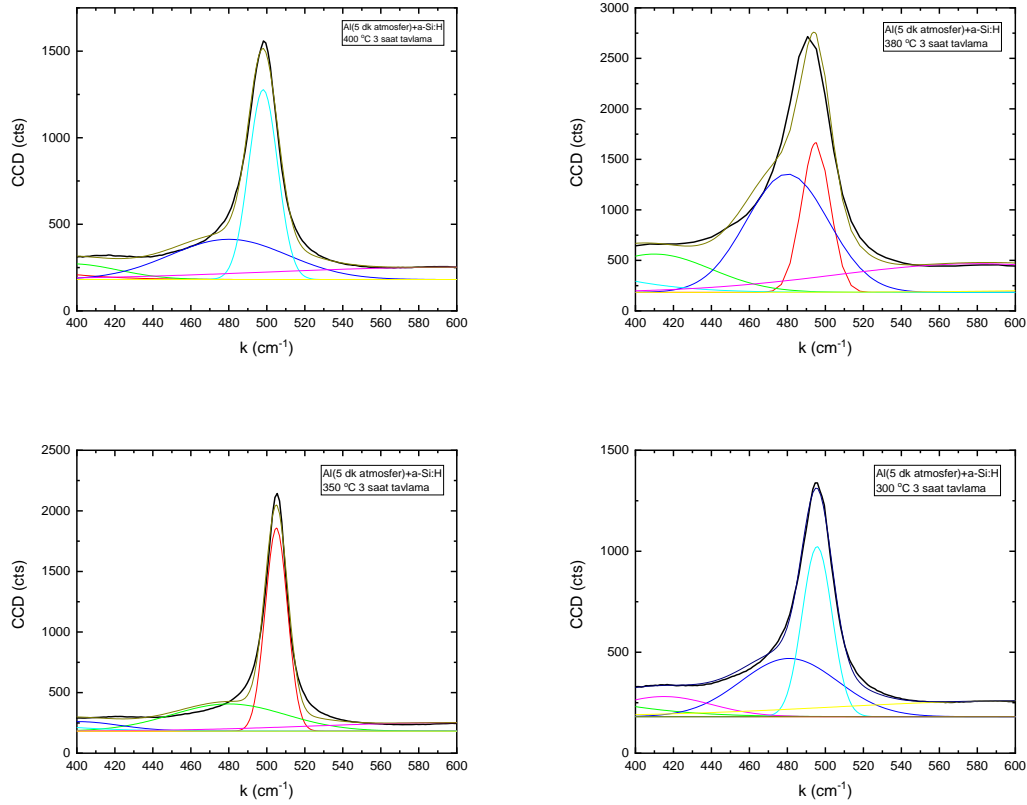 Al(5 dk atmosfer)+a-Si:H
400 °C 3 saat tavlama
1500
1000
500
0
CCD (cts)
400 420 440 460 480 500 520 540 560 580 600
k (cm⁻¹)
Al(5 dk atmosfer)+a-Si:H
380 °C 3 saat tavlama
3000
2500
2000
1500
1000
500
0
CCD (cts)
400 420 440 460 480 500 520 540 560 580 600
k (cm⁻¹)
Al(5 dk atmosfer)+a-Si:H
350 °C 3 saat tavlama
2500
2000
1500
1000
500
0
CCD (cts)
400 420 440 460 480 500 520 540 560 580 600
k (cm⁻¹)
Al(5 dk atmosfer)+a-Si:H
300 °C 3 saat tavlama
1500
1000
500
0
CCD (cts)
400 420 440 460 480 500 520 540 560 580 600
k (cm⁻¹)